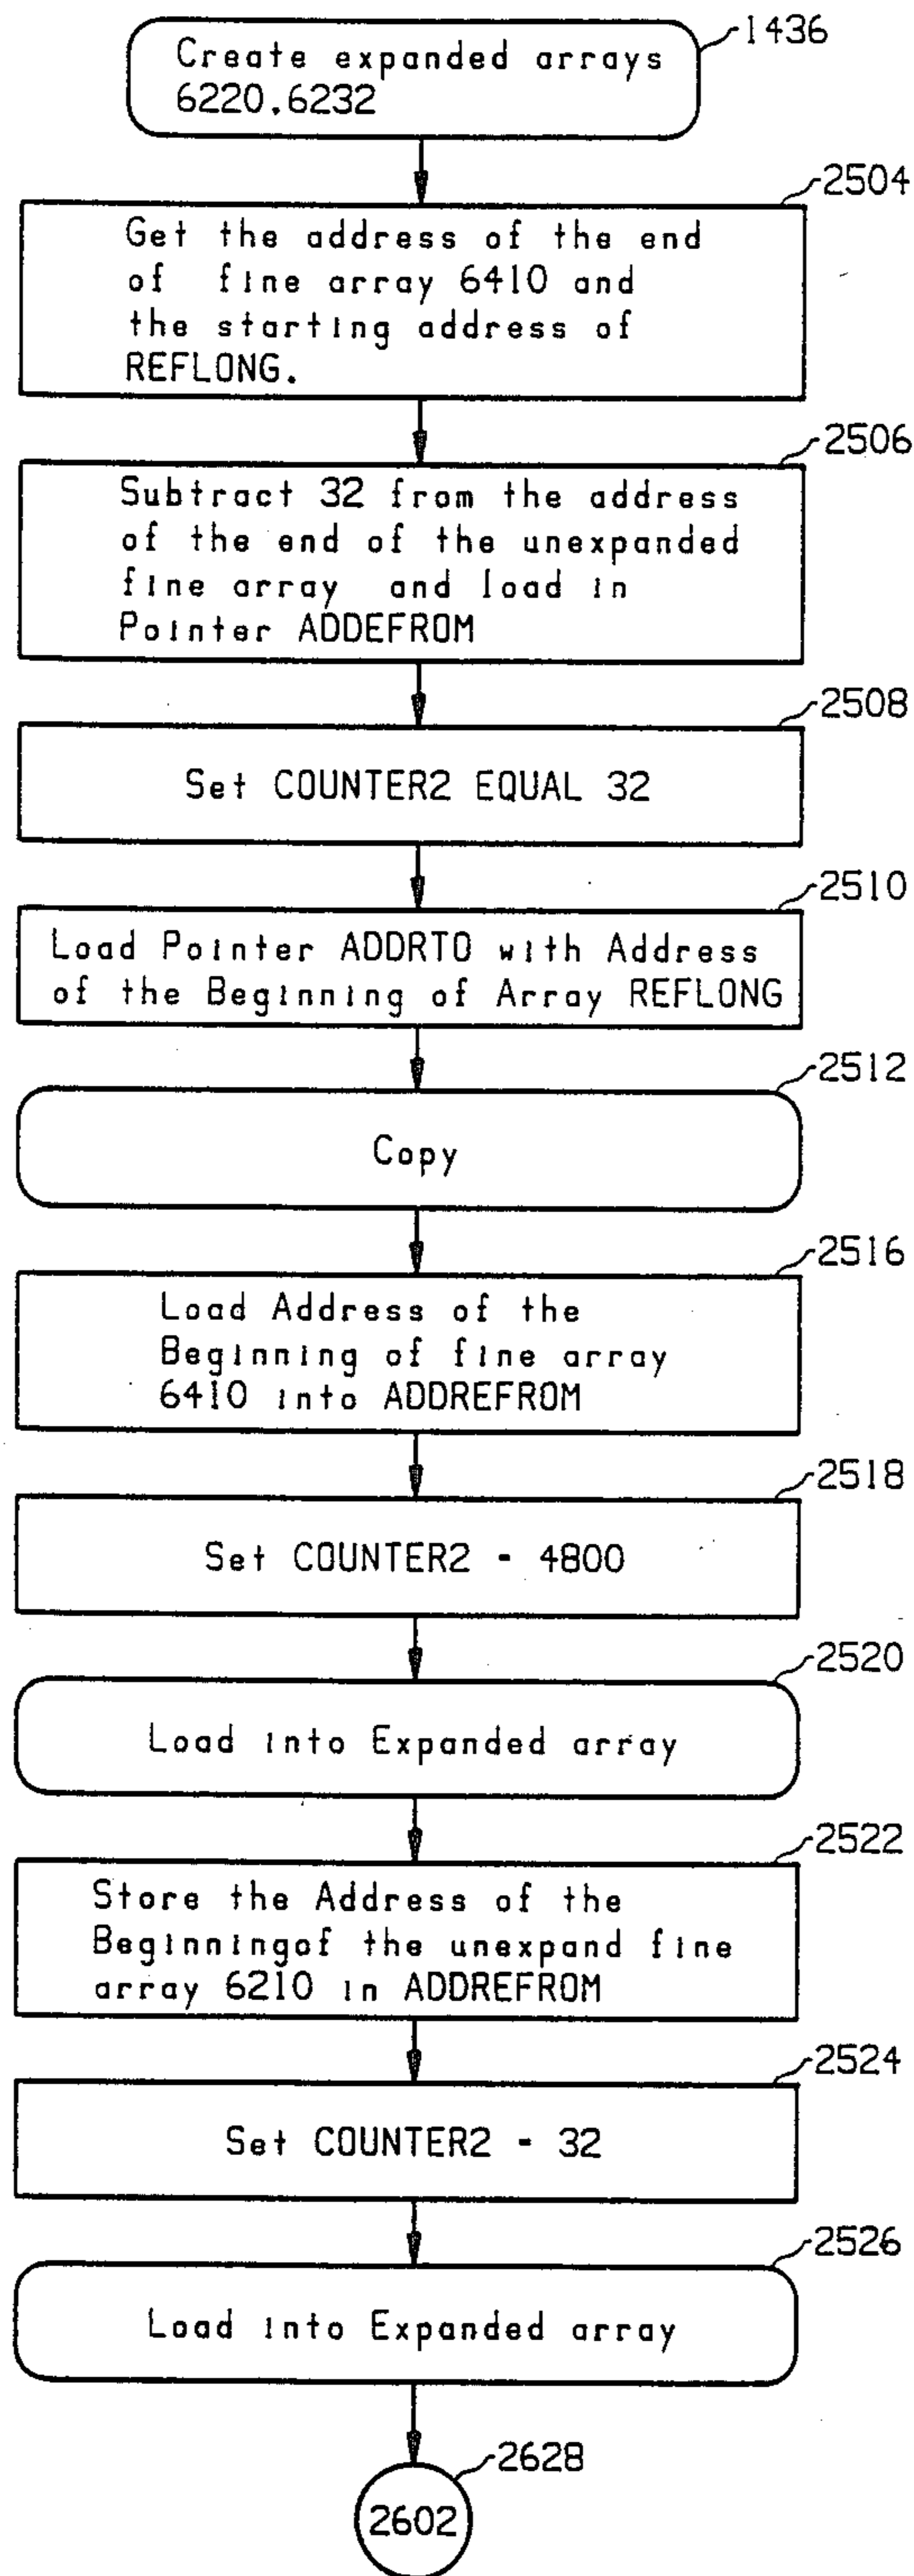 1436
Create expanded arrays
6220.6232
2504
Get the address of the end
of fine array 6410 and
the starting address of
REFLONG.
2506
Subtract 32 from the address
of the end of the unexpanded
fine array and load in
Pointer ADDEFROM
2508
Set COUNTER2 EQUAL 32
2510
Load Pointer ADDRTO with Address
of the Beginning of Array REFLONG
2512
Copy
2516
Load Address of the
Beginning of fine array
6410 into ADDREFROM
2518
Set COUNTER2 - 4800
2520
Load into Expanded array
2522
Store the Address of the
Beginningof the unexpand fine
array 6210 in ADDREFROM
2524
Set COUNTER2 - 32
2526
Load into Expanded array
2628
2602